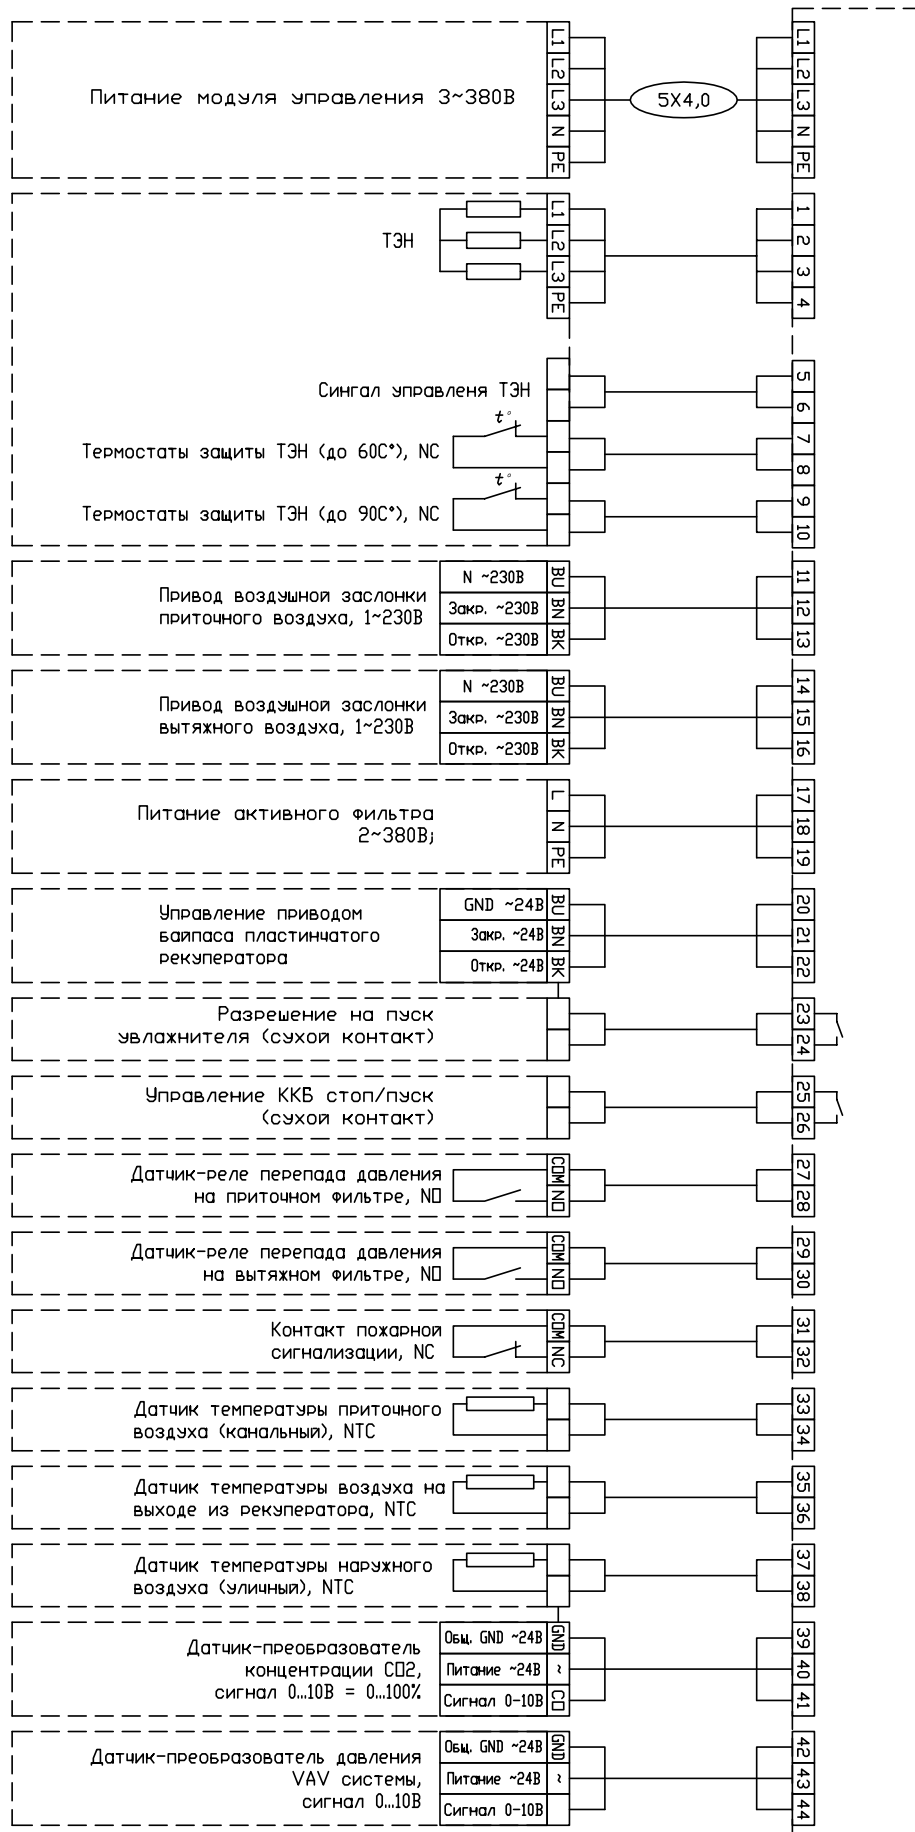 Питание модуля управления 3~380В
L1
L2
L3
N
PE
5X4,0
L1
L2
L3
N
PE
ТЭН
L1
L2
L3
PE
1
2
3
4
Сингал управленя ТЭН
5
6
t°
Термостаты защиты ТЭН (до 60С°), NC
7
8
t°
Термостаты защиты ТЭН (до 90С°), NC
9
10
Привод воздушной заслонки
приточного воздуха, 1~230В
N ~230В
Закр. ~230В
Откр. ~230В
BU
BN
BK
11
12
13
Привод воздушной заслонки
вытяжного воздуха, 1~230В
N ~230В
Закр. ~230В
Откр. ~230В
BU
BN
BK
14
15
16
Питание активного фильтра
2~380В;
L
N
PE
17
18
19
Управление приводом
байпаса пластинчатого
рекуператора
GND ~24В
Закр. ~24В
Откр. ~24В
BU
BN
BK
20
21
22
Разрешение на пуск
увлажнителя (сухой контакт)
23
24
Управление ККБ стоп/пуск
(сухой контакт)
25
26
Датчик-реле перепада давления
на приточном фильтре, NO
COM
NO
27
28
Датчик-реле перепада давления
на вытяжном фильтре, NO
COM
NO
29
30
Контакт пожарной
сигнализации, NC
COM
NC
31
32
Датчик температуры приточного
воздуха (канальный), NTC
33
34
Датчик температуры воздуха на
выходе из рекуператора, NTC
35
36
Датчик температуры наружного
воздуха (уличный), NTC
37
38
Датчик-преобразователь
концентрации CO2,
сигнал 0...10В = 0...100%
Общ. GND ~24В
Питание ~24В
Сигнал 0-10В
GND
~
CO
39
40
41
Датчик-преобразователь давления
VAV системы,
сигнал 0...10В
Общ. GND ~24В
Питание ~24В
Сигнал 0-10В
GND
~
42
43
44